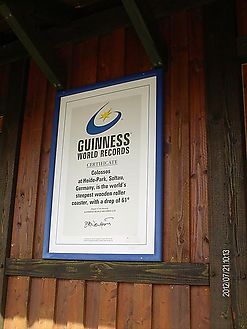 GUINNESS
WORLD RECORDS
CERTIFICATE
Colossos
at Heide-Park, Soltau,
Germany, is the world's
steepest wooden roller
coaster, with a drop of 61°
2012/07/21 10:13